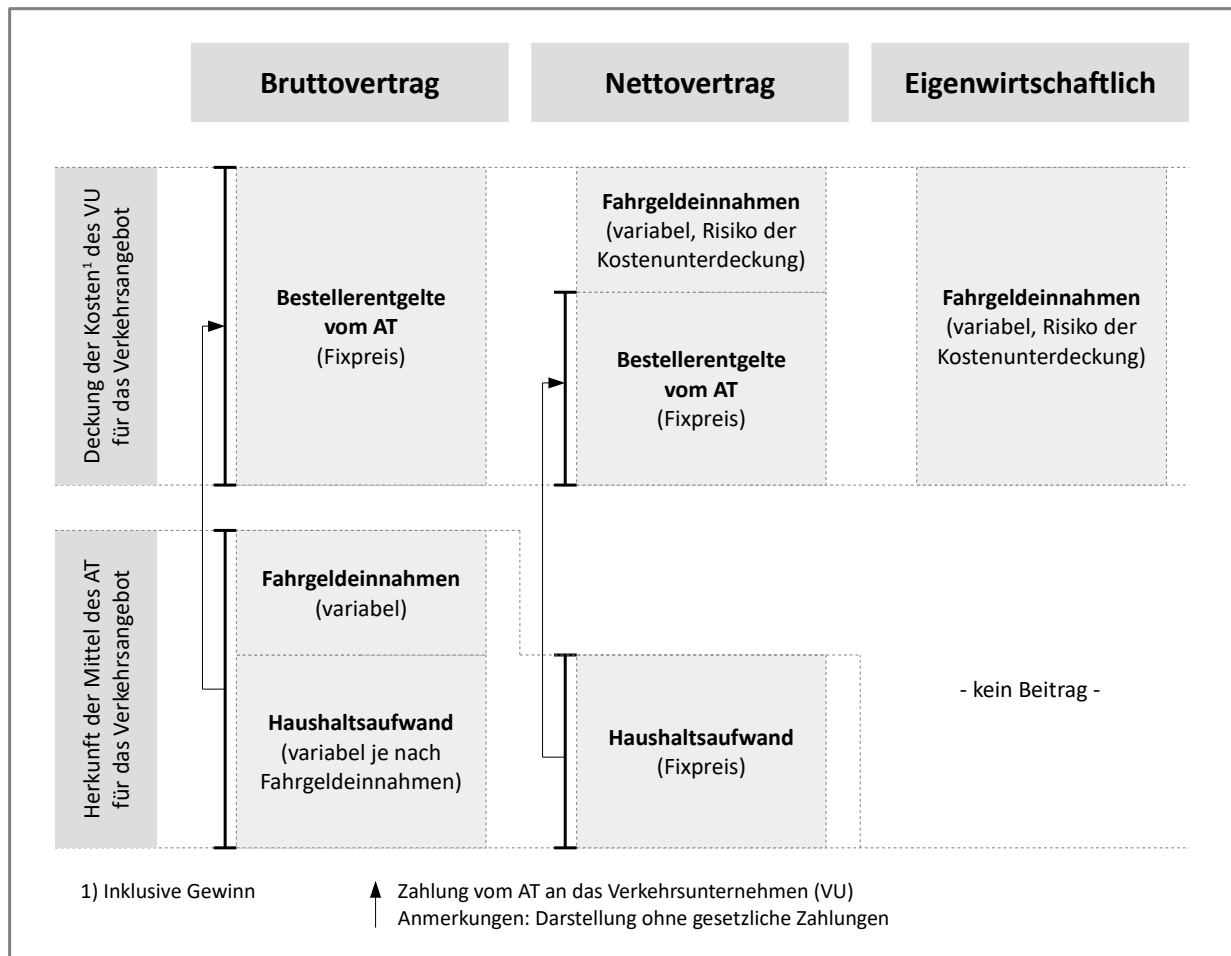 Bruttovertrag
Nettovertrag
Eigenwirtschaftlich
Deckung der Kosten¹ des VU
für das Verkehrsangebot
Bestellerentgelte
vom AT
(Fixpreis)
Fahrgeldeinnahmen
(variabel, Risiko der
Kostenunterdeckung)
Bestellerentgelte
vom AT
(Fixpreis)
Fahrgeldeinnahmen
(variabel, Risiko der
Kostenunterdeckung)
Herkunft der Mittel des AT
für das Verkehrsangebot
Fahrgeldeinnahmen
(variabel)
Haushaltsaufwand
(variabel je nach
Fahrgeldeinnahmen)
Haushaltsaufwand
(Fixpreis)
- kein Beitrag -
1) Inklusive Gewinn
Zahlung vom AT an das Verkehrsunternehmen (VU)
Anmerkungen: Darstellung ohne gesetzliche Zahlungen